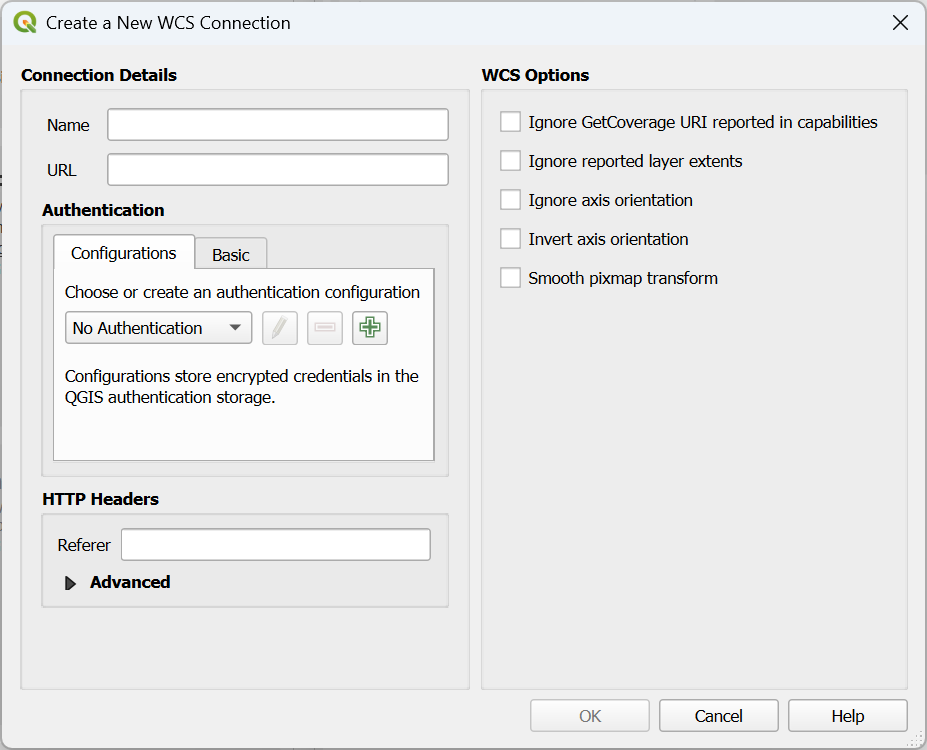 Create a New WCS Connection
Connection Details
Name
URL
Authentication
Configurations
Basic
Choose or create an authentication configuration
No Authentication
Configurations store encrypted credentials in the
QGIS authentication storage.
HTTP Headers
Referer
Advanced
WCS Options
Ignore GetCoverage URI reported in capabilities
Ignore reported layer extents
Ignore axis orientation
Invert axis orientation
Smooth pixmap transform
OK
Cancel
Help